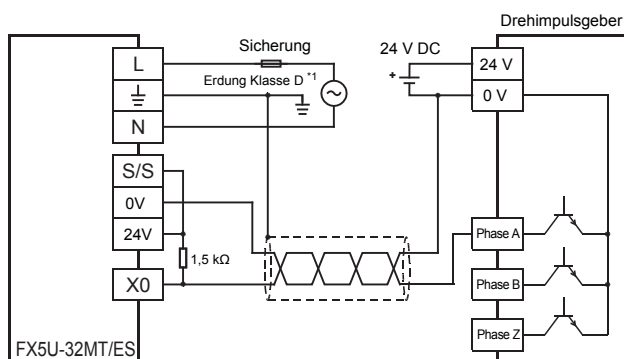 Drehimpulsgeber
Sicherung
24 V DC
L
Erdung Klasse D *1
+
24 V
0 V
N
S/S
0V
24V
1,5 kΩ
X0
Phase A
Phase B
Phase Z
FX5U-32MT/ES